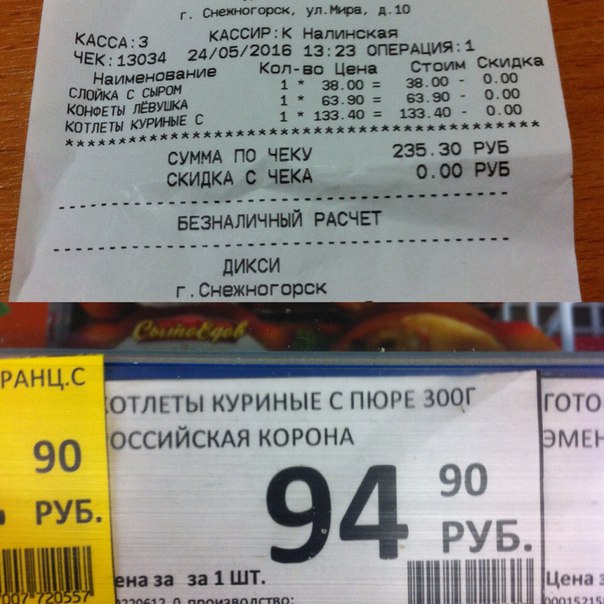 г. Снежногорск, ул.Мира, д.10
КАССА:3 КАССИР:К Налинская
ЧЕК:13034 24/05/2016 13:23 ОПЕРАЦИЯ:1
Наименование Кол-во Цена Стоим Скидка
СЛОЙКА С СЫРОМ 1 * 38.00 = 38.00 - 0.00
КОНФЕТЫ ЛЁВУШКА 1 * 63.90 = 63.90 - 0.00
КОТЛЕТЫ КУРИНЫЕ С 1 * 133.40 = 133.40 - 0.00
СУММА ПО ЧЕКУ 235.30 РУБ
СКИДКА С ЧЕКА 0.00 РУБ
БЕЗНАЛИЧНЫЙ РАСЧЕТ
ДИКСИ
г.Снежногорск
СытоЕдов
РАНЦ.С
90
РУБ.
007 720557
ОТЛЕТЫ КУРИНЫЕ С ПЮРЕ 300Г
ОССИЙСКАЯ КОРОНА
94 90
РУБ.
ена за за 1 ШТ.
ГОТО
ЭМЕН
Цена з